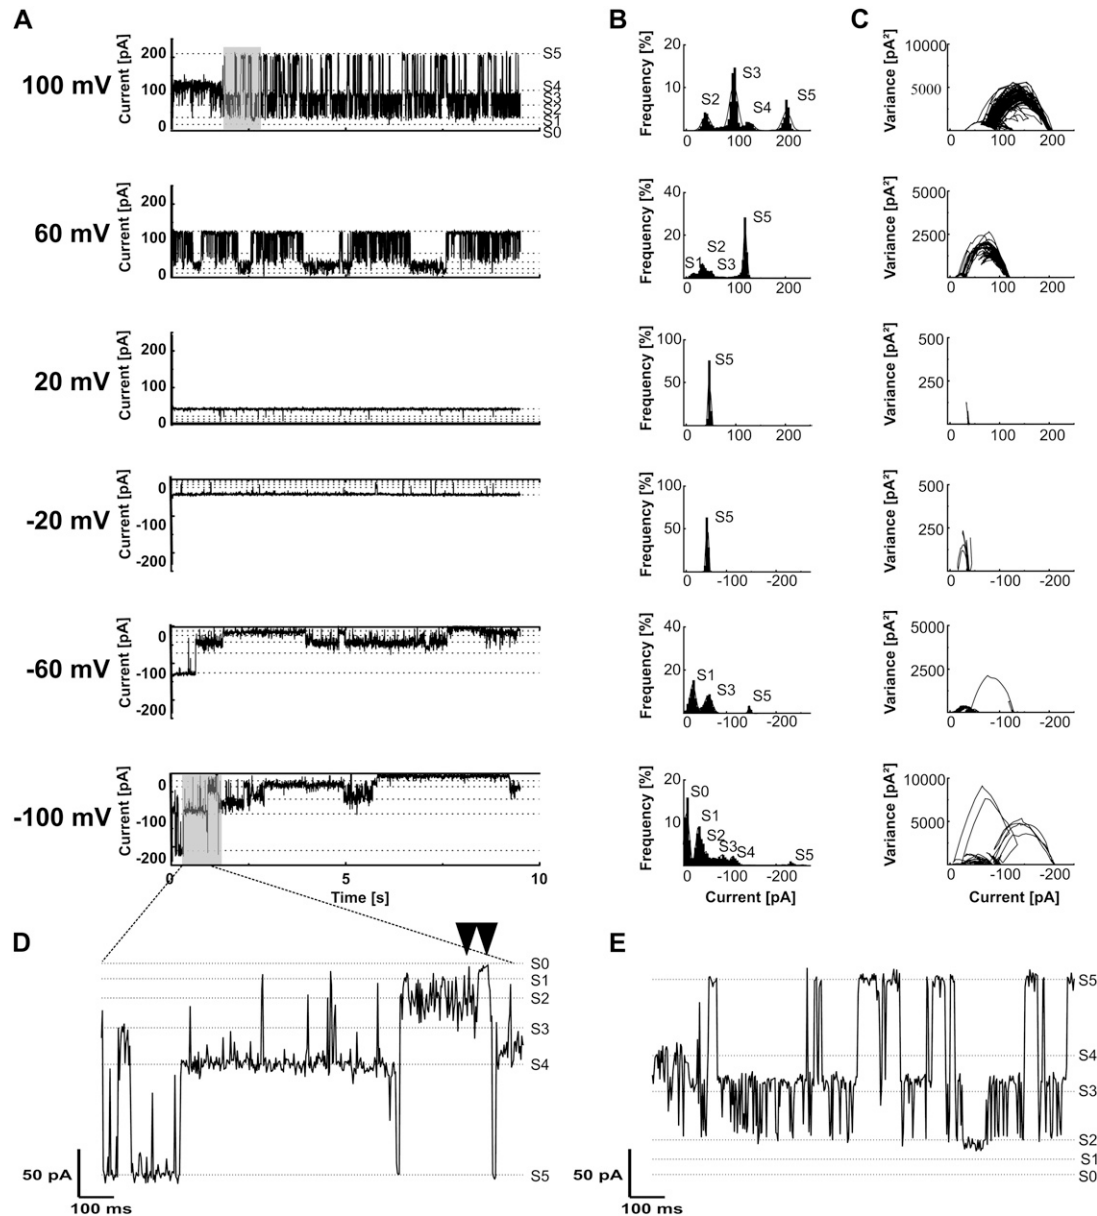 A
B
C
100 mV
Current [pA]
200
100
0
S5
S4
S3
S2
S1
S0
Frequency [%]
20
10
S2
S3
S4
S5
0 100 200
Variance [pA²]
10000
5000
0 100 200
60 mV
Current [pA]
200
100
0
Frequency [%]
40
20
S1
S2
S3
S5
0 100 200
Variance [pA²]
5000
2500
0 100 200
20 mV
Current [pA]
200
100
0
Frequency [%]
100
50
S5
0 100 200
Variance [pA²]
500
250
0 100 200
-20 mV
Current [pA]
0
-100
-200
Frequency [%]
100
50
S5
0 -100 -200
Variance [pA²]
500
250
0 -100 -200
-60 mV
Current [pA]
0
-100
-200
Frequency [%]
40
20
S1
S3
S5
0 -100 -200
Variance [pA²]
5000
2500
0 -100 -200
-100 mV
Current [pA]
0
-100
-200
0 5 10
Time [s]
Frequency [%]
20
10
S0
S1
S2
S3
S4
S5
0 -100 -200
Current [pA]
Variance [pA²]
10000
5000
0 -100 -200
Current [pA]
D
S0
S1
S2
S3
S4
S5
50 pA
100 ms
E
S5
S4
S3
S2
S1
S0
50 pA
100 ms